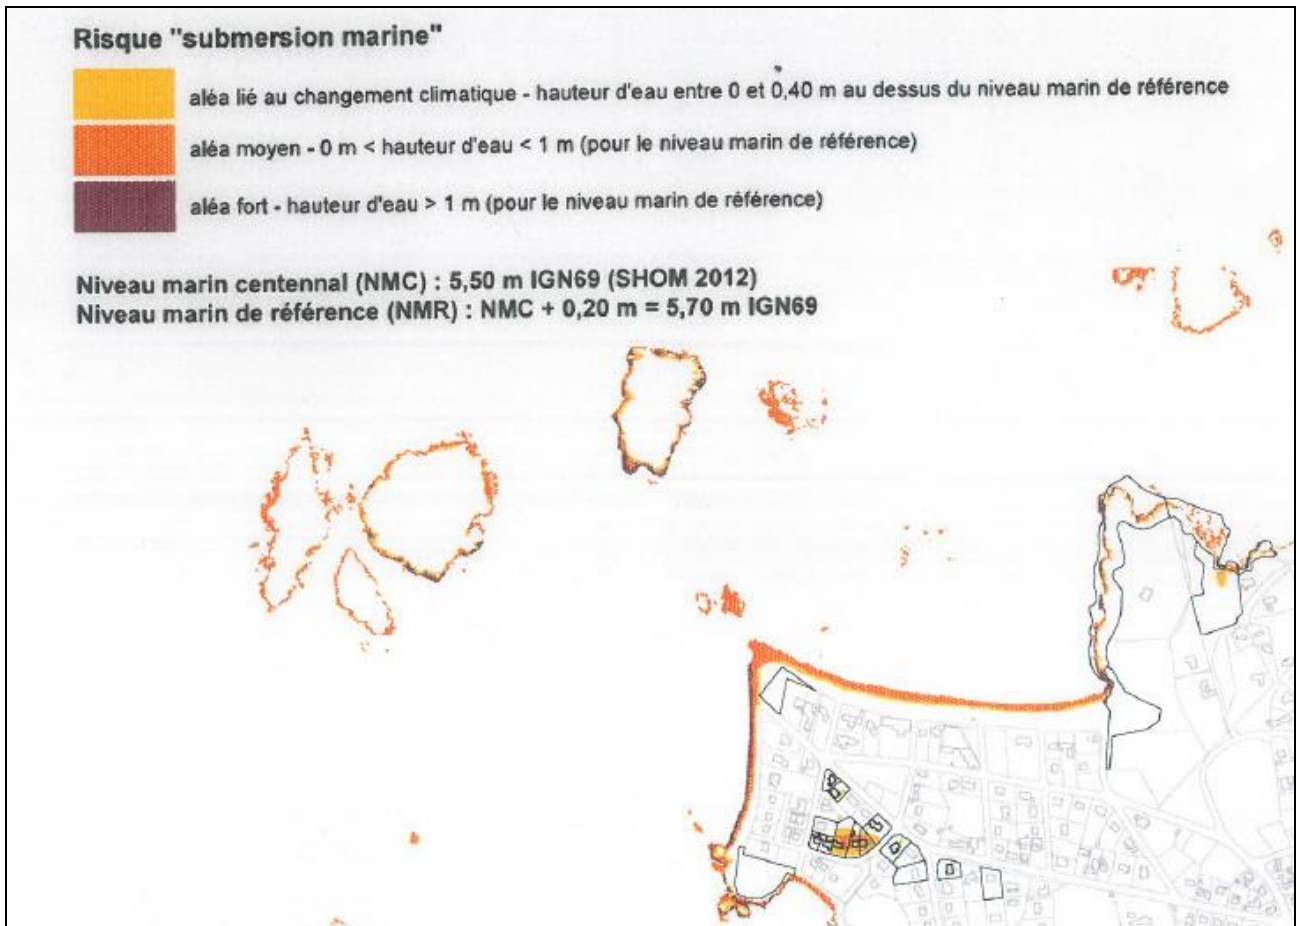 Risque "submersion marine"
aléa lié au changement climatique - hauteur d'eau entre 0 et 0,40 m au dessus du niveau marin de référence
aléa moyen - 0 m < hauteur d'eau < 1 m (pour le niveau marin de référence)
aléa fort - hauteur d'eau > 1 m (pour le niveau marin de référence)
Niveau marin centennal (NMC) : 5,50 m IGN69 (SHOM 2012)
Niveau marin de référence (NMR) : NMC + 0,20 m = 5,70 m IGN69